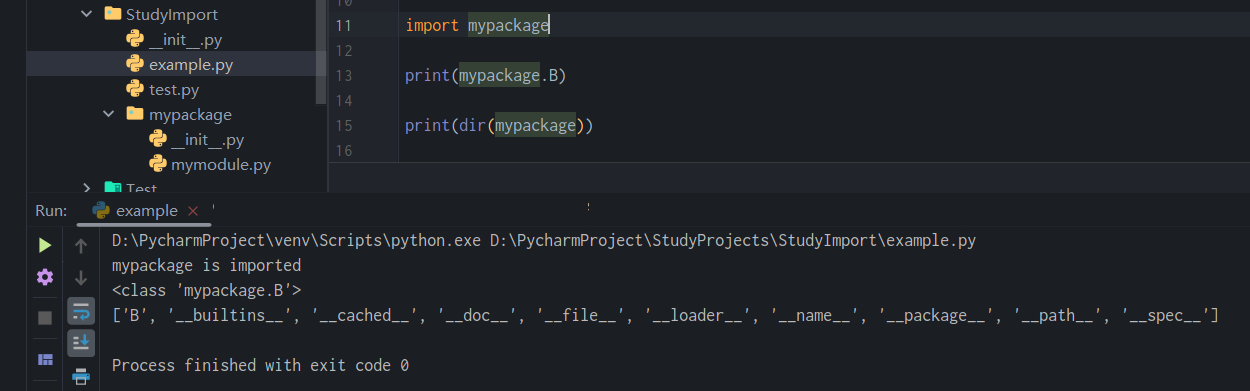 StudyImport
__init__.py
example.py
test.py
mypackage
__init__.py
mymodule.py
Test
10
11 import mypackage
12
13 print(mypackage.B)
14
15 print(dir(mypackage))
16
Run: example
D:\PycharmProject\venv\Scripts\python.exe D:\PycharmProject\StudyProjects\StudyImport\example.py
mypackage is imported
<class 'mypackage.B'>
['B', '__builtins__', '__cached__', '__doc__', '__file__', '__loader__', '__name__', '__package__', '__path__', '__spec__']
Process finished with exit code 0